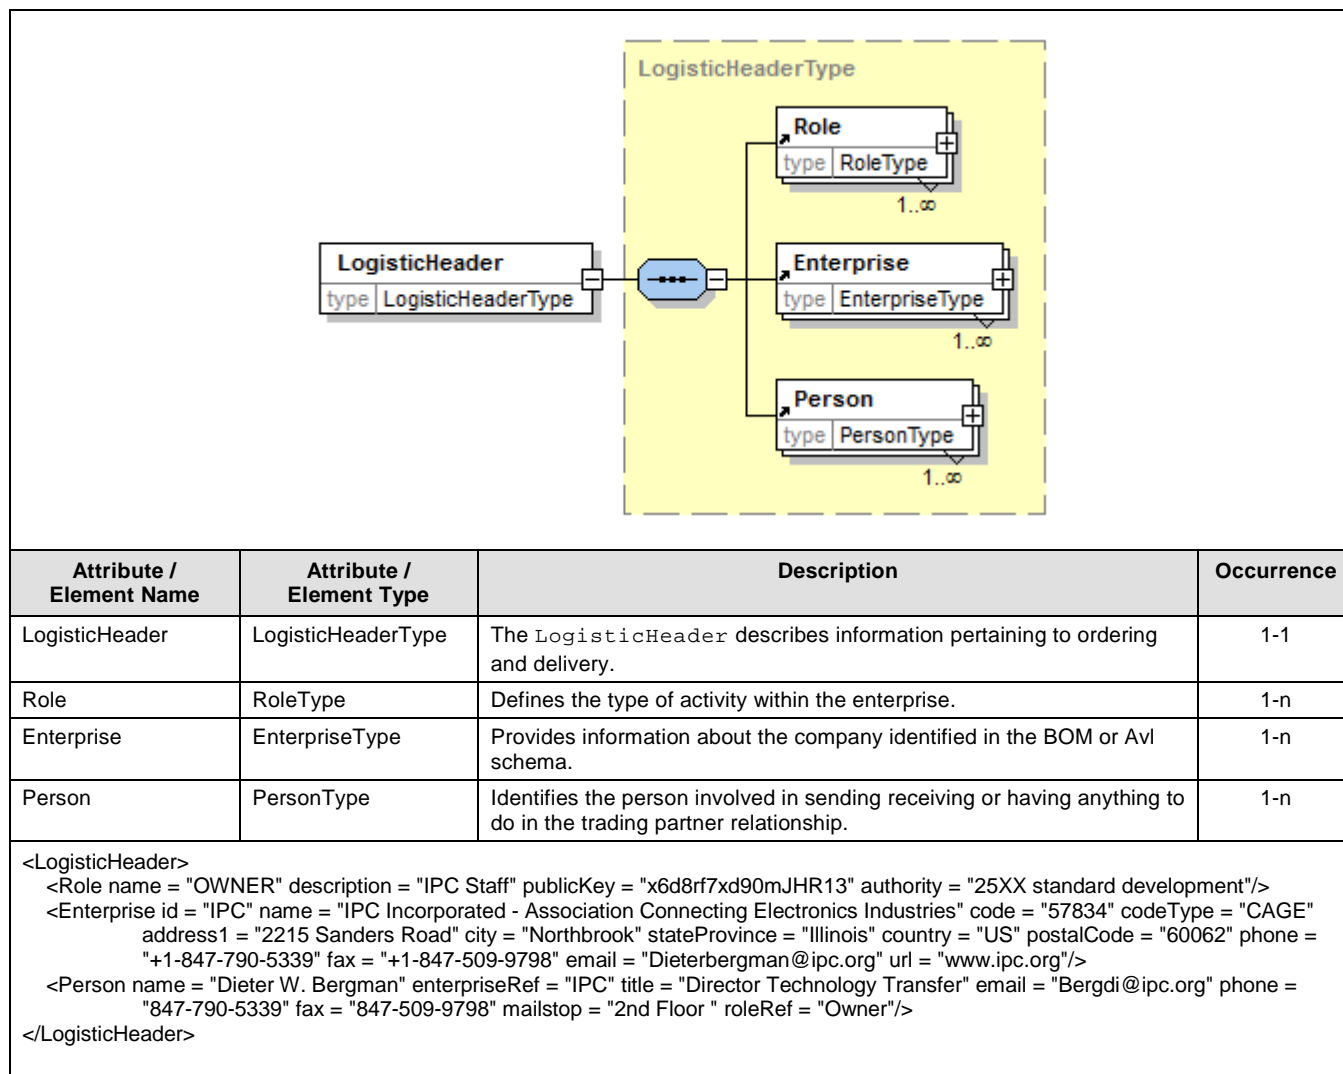 LogisticHeaderType
Role
type RoleType
1..∞
LogisticHeader
type LogisticHeaderType
Enterprise
type EnterpriseType
1..∞
Person
type PersonType
1..∞
Attribute / Element Name
Attribute / Element Type
Description
Occurrence
LogisticHeader
LogisticHeaderType
The LogisticHeader describes information pertaining to ordering
and delivery.
1-1
Role
RoleType
Defines the type of activity within the enterprise.
1-n
Enterprise
EnterpriseType
Provides information about the company identified in the BOM or Avl
schema.
1-n
Person
PersonType
Identifies the person involved in sending receiving or having anything to
do in the trading partner relationship.
1-n
<LogisticHeader>
<Role name = "OWNER" description = "IPC Staff" publicKey = "x6d8rf7xd90mJHR13" authority = "25XX standard development"/>
<Enterprise id = "IPC" name = "IPC Incorporated - Association Connecting Electronics Industries" code = "57834" codeType = "CAGE"
address1 = "2215 Sanders Road" city = "Northbrook" stateProvince = "Illinois" country = "US" postalCode = "60062" phone =
"+1-847-790-5339" fax = "+1-847-509-9798" email = "Dieterbergman@ipc.org" url = "www.ipc.org"/>
<Person name = "Dieter W. Bergman" enterpriseRef = "IPC" title = "Director Technology Transfer" email = "Bergdi@ipc.org" phone =
"847-790-5339" fax = "847-509-9798" mailstop = "2nd Floor " roleRef = "Owner"/>
</LogisticHeader>